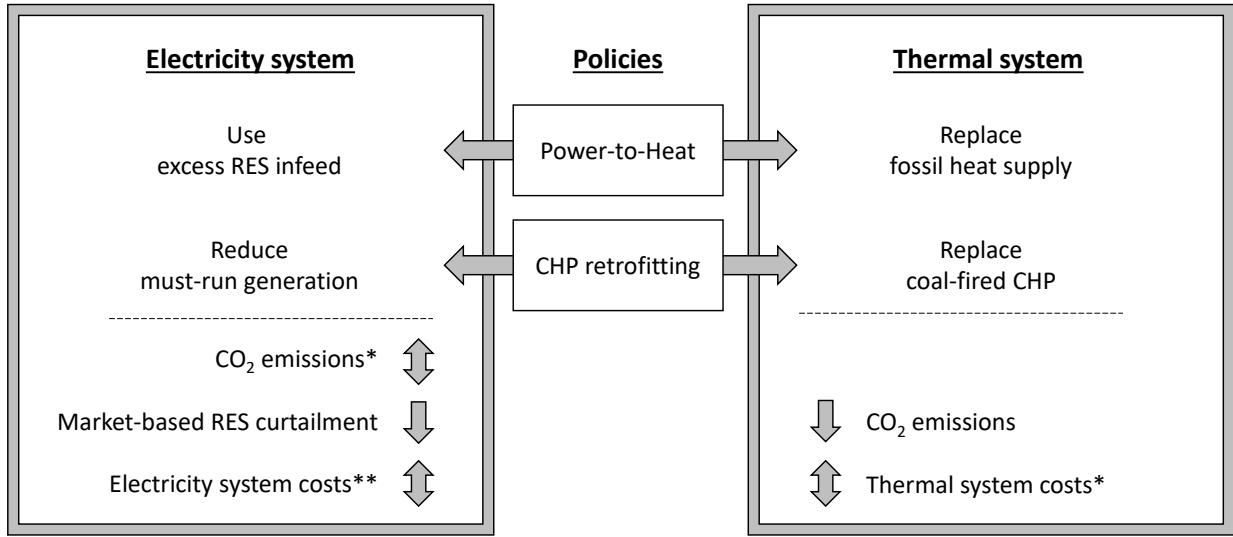 Electricity system
Policies
Thermal system
Use
excess RES infeed
Power-to-Heat
Replace
fossil heat supply
Reduce
must-run generation
CHP retrofitting
Replace
coal-fired CHP
CO₂ emissions*
Market-based RES curtailment
CO₂ emissions
Electricity system costs**
Thermal system costs*